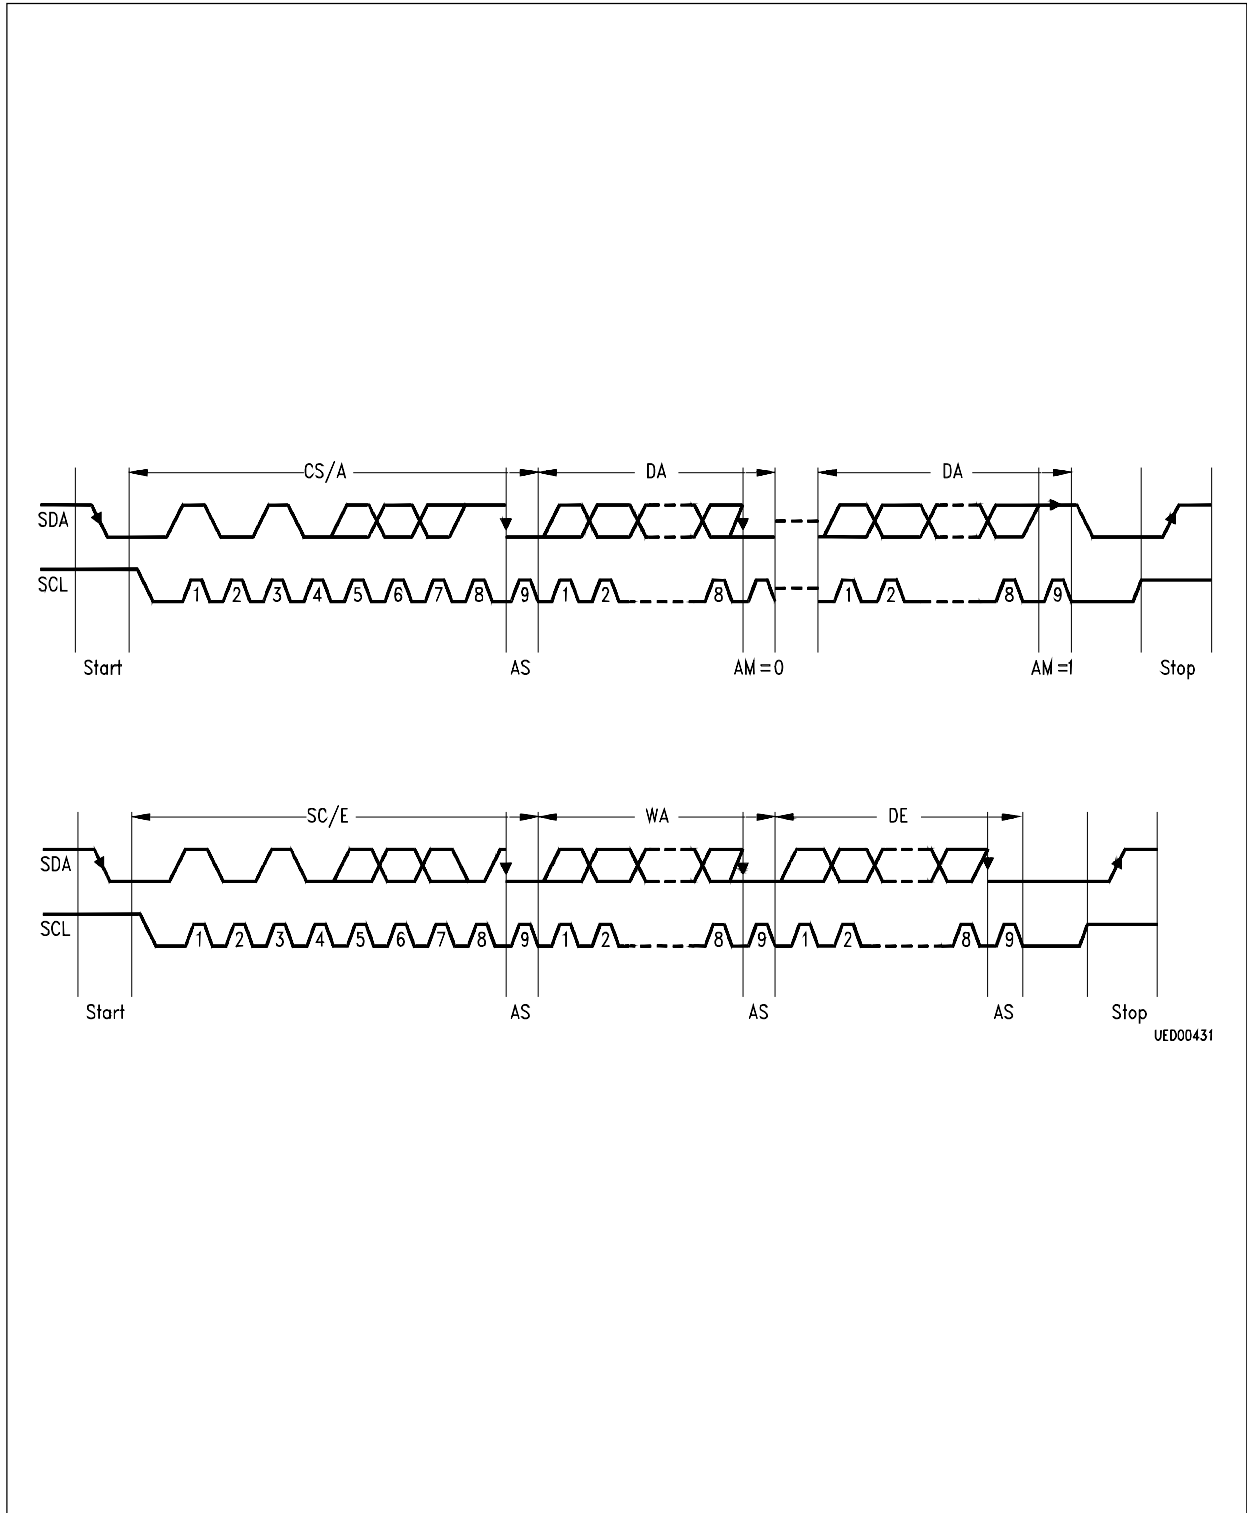 CS/A DA DA
SDA
SCL 1 2 3 4 5 6 7 8 9 1 2 8 1 2 8 9
Start AS AM=0 AM=1 Stop
SC/E WA DE
SDA
SCL 1 2 3 4 5 6 7 8 9 1 2 8 9 1 2 8 9
Start AS AS AS Stop
UED00431